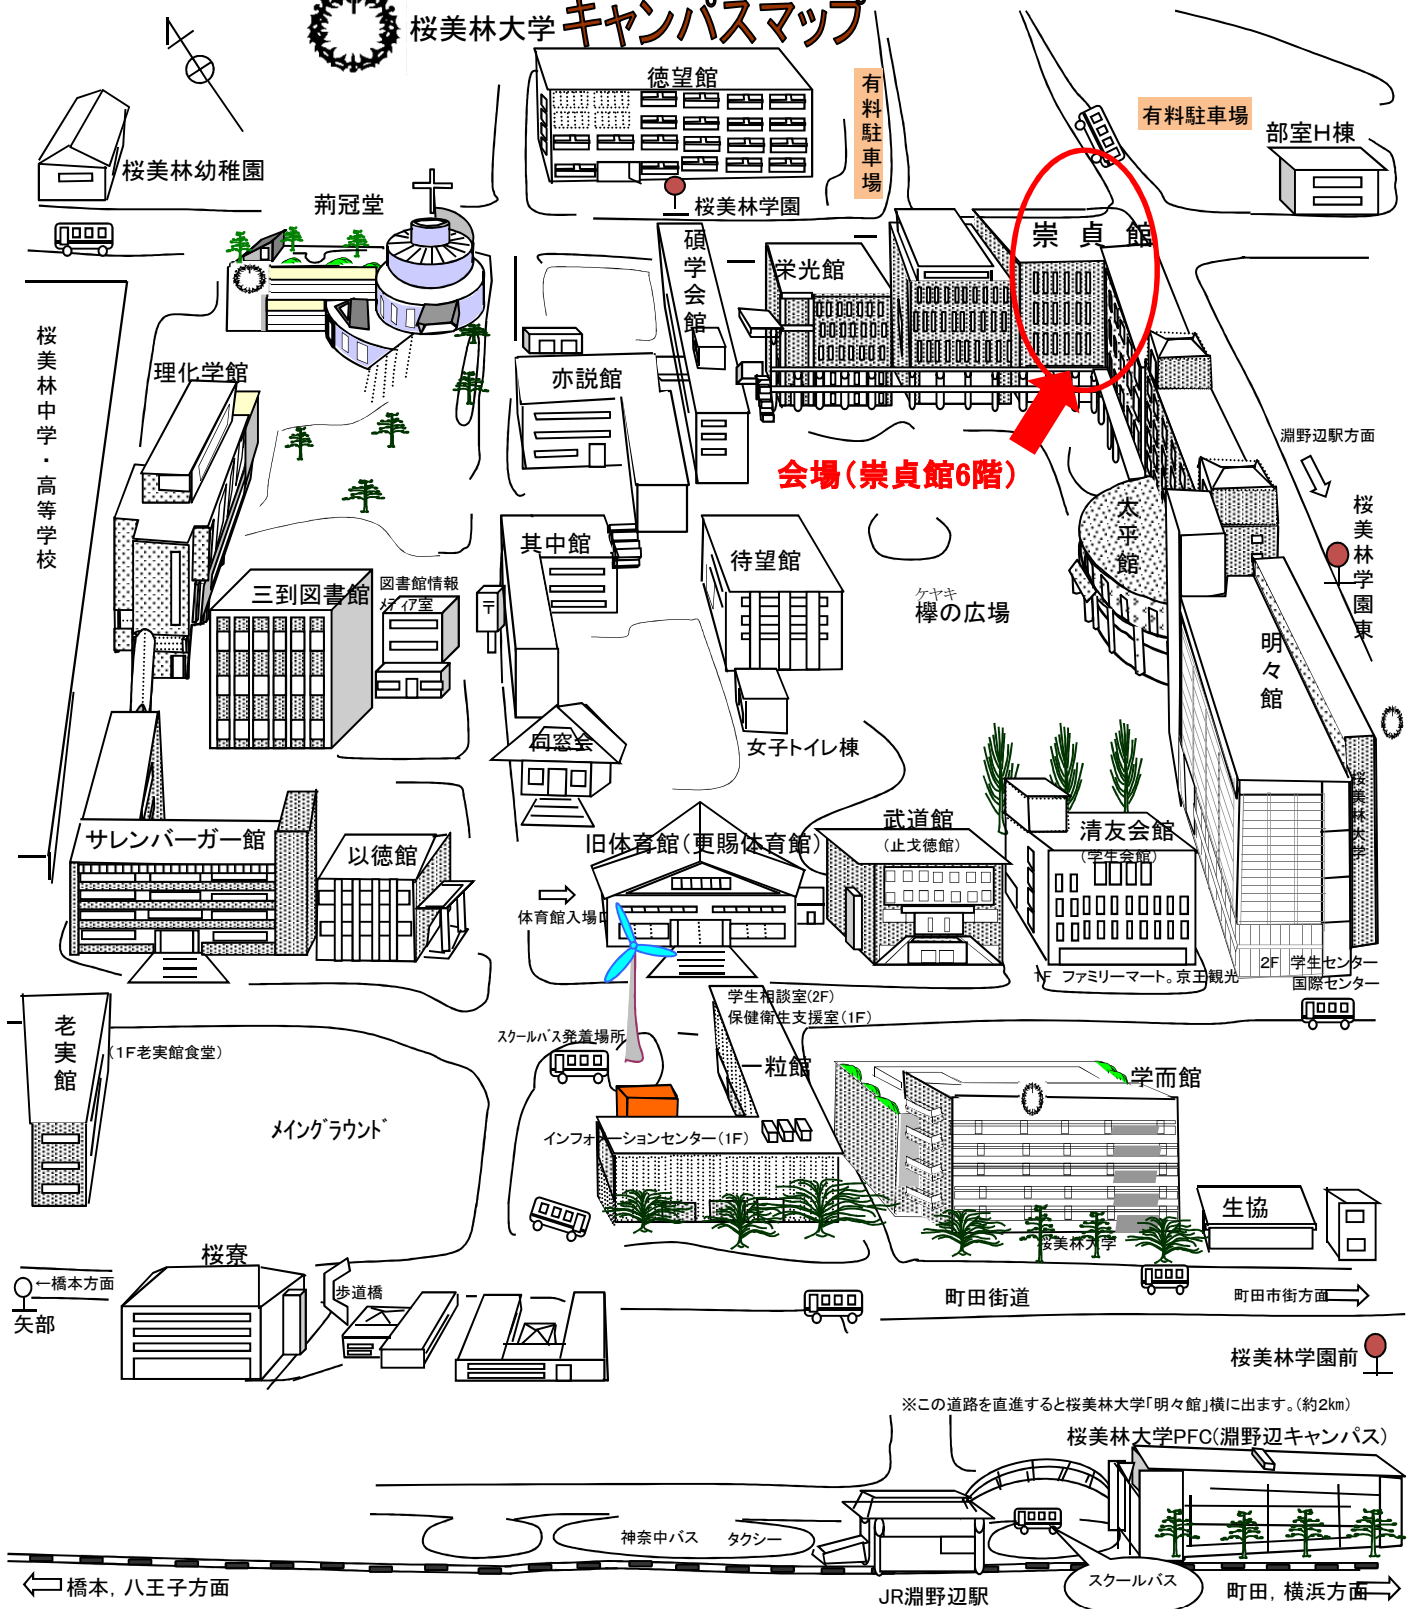 桜美林大学 キャンパスマップ
徳望館
有料駐車場
有料駐車場
部室H棟
桜美林幼稚園
荊冠堂
桜美林学園
碩学会館
栄光館
崇貞館
桜美林中学・高等学校
理化学館
亦説館
淵野辺駅方面
会場(崇貞館6階)
太平館
桜美林学園東
其中館
待望館
三到図書館
図書館情報
メディア室
〒
ケヤキ
欅の広場
明々館
同窓会
女子トイレ棟
桜美林大学
サレンバーガー館
以徳館
旧体育館(更賜体育館)
武道館
(止戈徳館)
清友会館
(学生会館)
体育館入場口
1F ファミリーマート。京王観光
2F 学生センター
国際センター
学生相談室(2F)
保健衛生支援室(1F)
老実館
(1F老実館食堂)
スクールバス発着場所
一粒館
学而館
メイングラウンド
インフォメーションセンター(1F)
生協
桜美林大学
桜寮
←橋本方面
歩道橋
矢部
町田街道
町田市街方面
桜美林学園前
※この道路を直進すると桜美林大学「明々館」横に出ます。(約2km)
桜美林大学PFC(淵野辺キャンパス)
神奈中バス
タクシー
スクールバス
橋本, 八王子方面
JR淵野辺駅
町田, 横浜方面